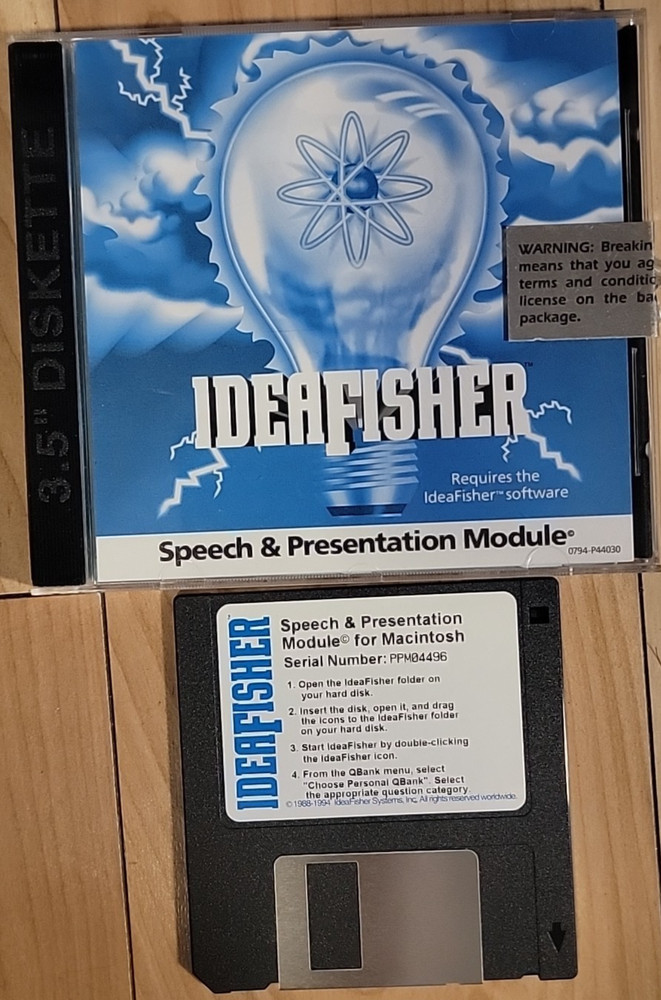 3.5" DISKETTE
WARNING: Breakin
means that you ag
terms and conditic
license on the ba
package.
IDEAFISHER™
Requires the
IdeaFisher™ software
Speech & Presentation Module©
0794-P44030
IDEAFISHER
Speech & Presentation
Module© for Macintosh
Serial Number: PPM04496
1. Open the IdeaFisher folder on
your hard disk.
2. Insert the disk, open it, and drag
the icons to the IdeaFisher folder
on your hard disk.
3. Start IdeaFisher by double-clicking
the IdeaFisher icon.
4. From the QBank menu, select
"Choose Personal QBank". Select
the appropriate question category.
© 1988-1994 IdeaFisher Systems, Inc. All rights reserved worldwide.